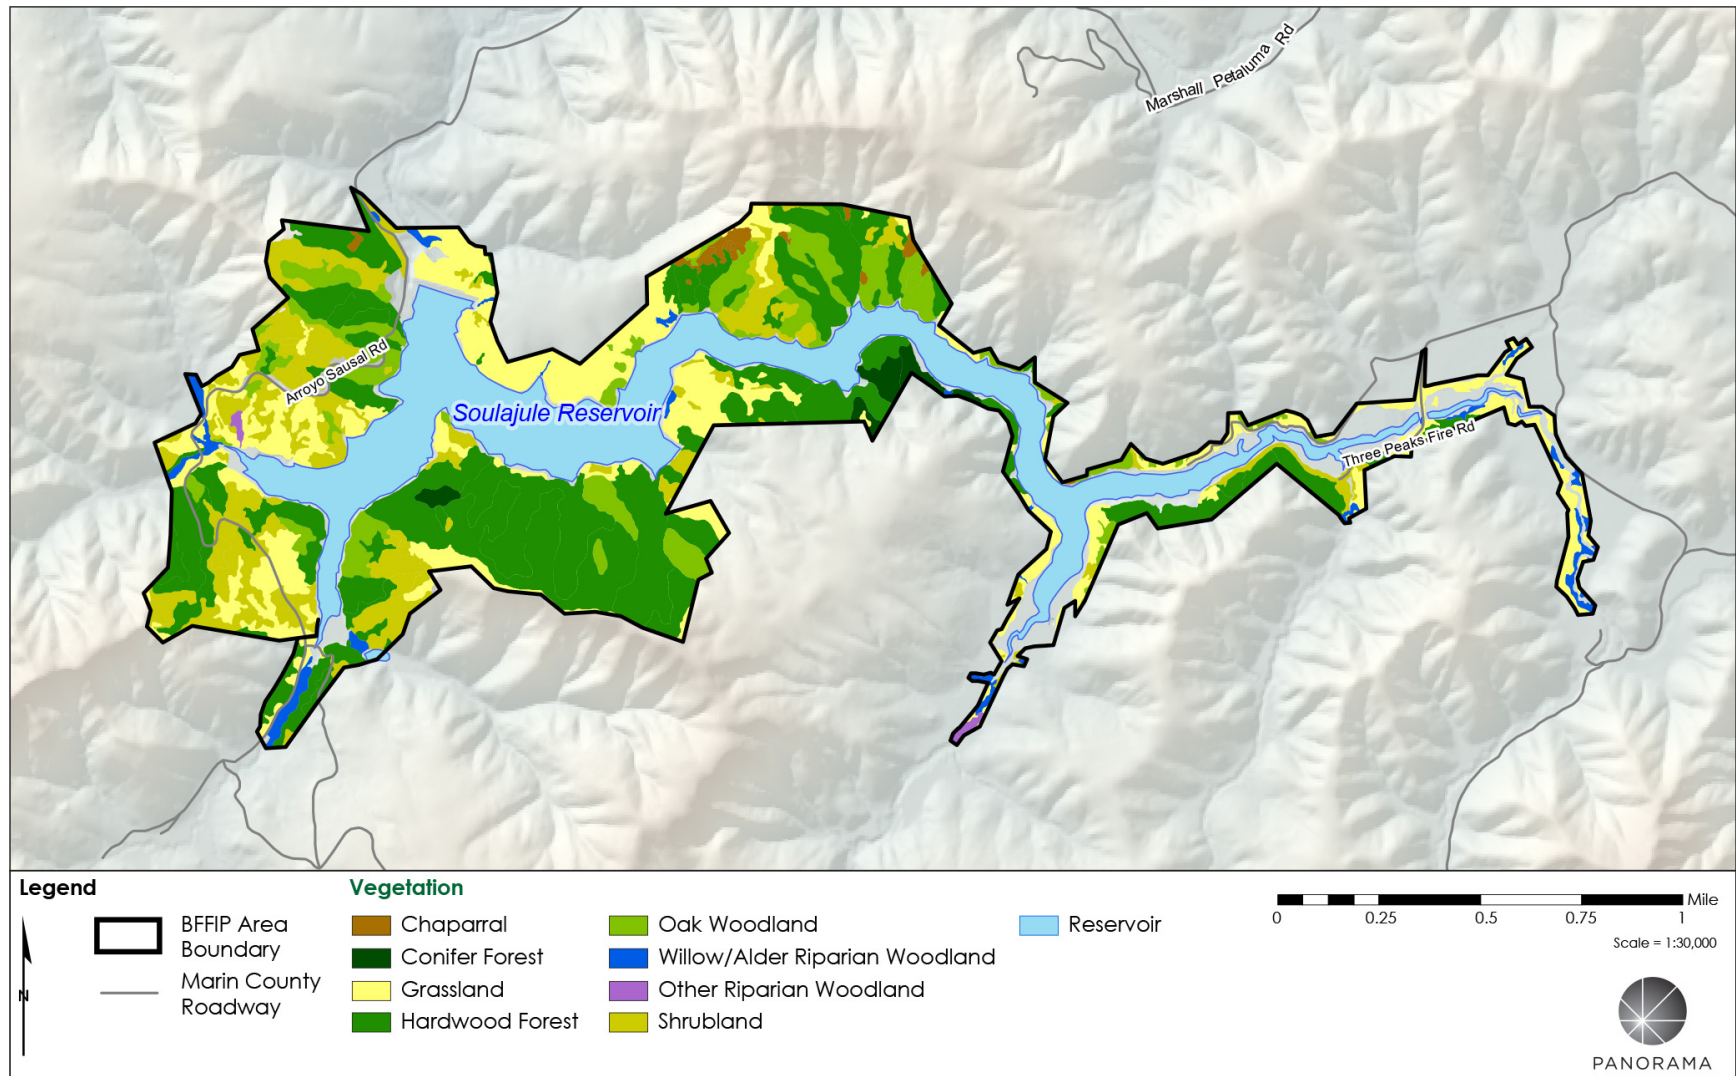 Marshall Petaluma Rd
Arroyo Sausal Rd
Soulajule Reservoir
Three Peaks Fire Rd
Legend
N
BFFIP Area
Boundary
Marin County
Roadway
Vegetation
Chaparral
Conifer Forest
Grassland
Hardwood Forest
Oak Woodland
Willow/Alder Riparian Woodland
Other Riparian Woodland
Shrubland
Reservoir
Mile
0 0.25 0.5 0.75 1
Scale = 1:30,000
PANORAMA